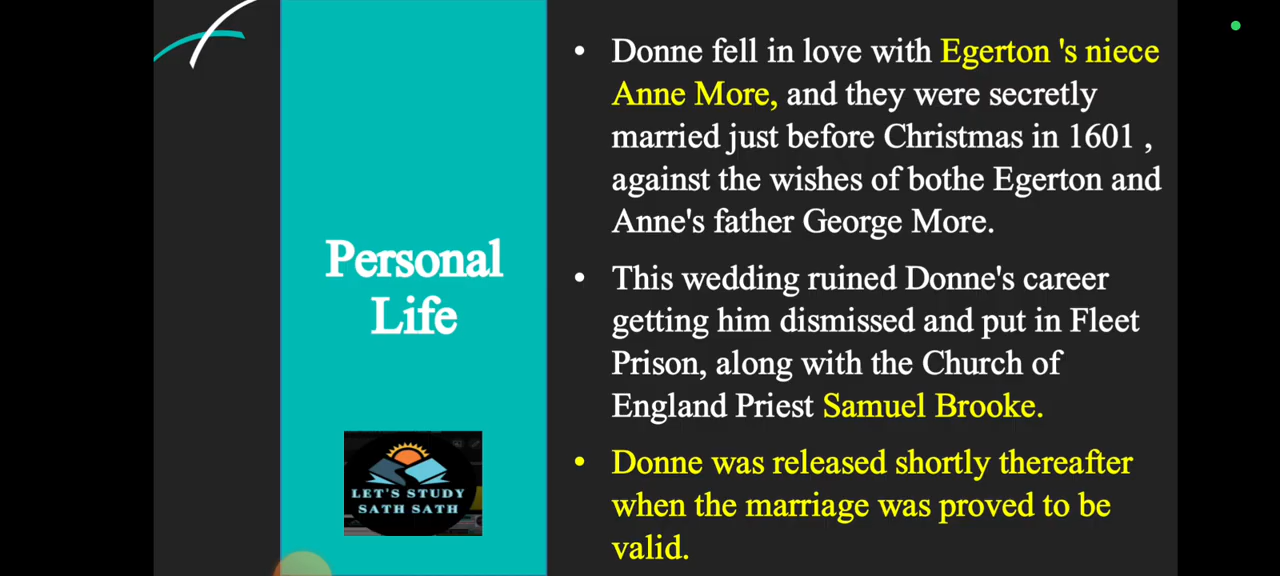 Personal
Life
LET'S STUDY
SATH SATH
• Donne fell in love with Egerton 's niece
Anne More, and they were secretly
married just before Christmas in 1601 ,
against the wishes of bothe Egerton and
Anne's father George More.
• This wedding ruined Donne's career
getting him dismissed and put in Fleet
Prison, along with the Church of
England Priest Samuel Brooke.
• Donne was released shortly thereafter
when the marriage was proved to be
valid.